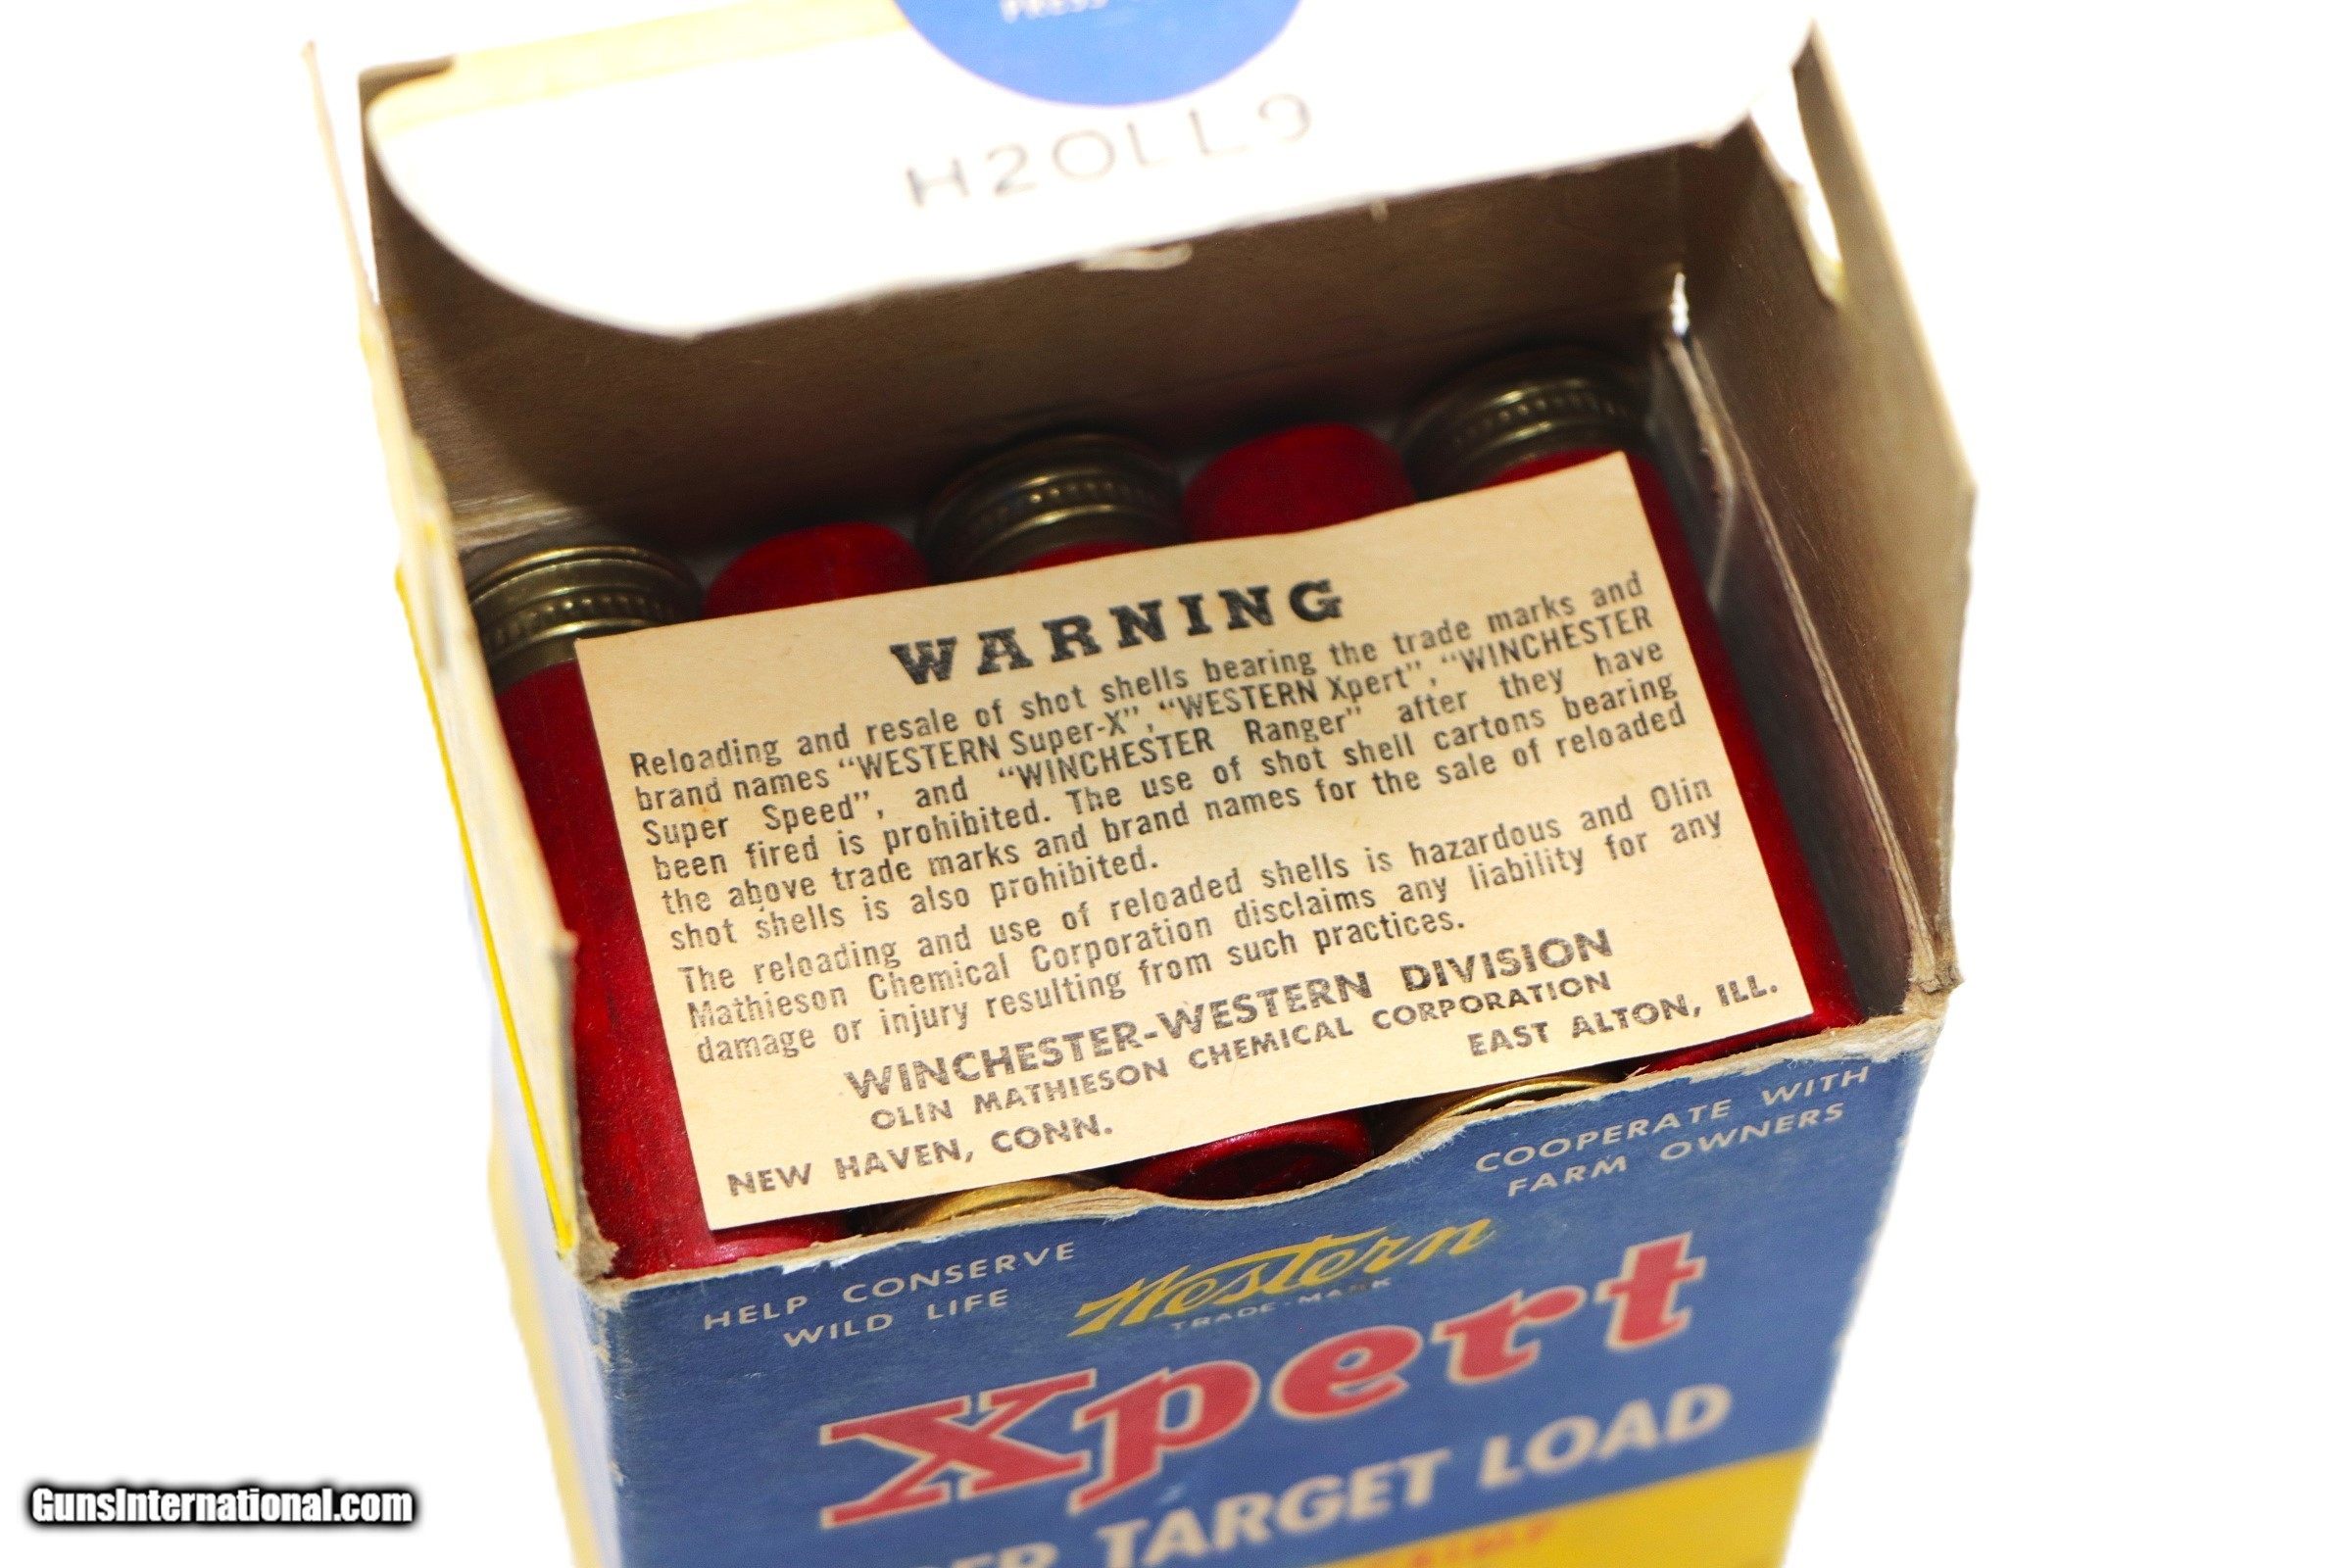 PRESS
H20LL9
WARNING
Reloading and resale of shot shells bearing the trade marks and
brand names "WESTERN Super-X", "WESTERN Xpert", "WINCHESTER
Super Speed", and "WINCHESTER Ranger" after they have
been fired is prohibited. The use of shot shell cartons bearing
the above trade marks and brand names for the sale of reloaded
shot shells is also prohibited.
The reloading and use of reloaded shells is hazardous and Olin
Mathieson Chemical Corporation disclaims any liability for any
damage or injury resulting from such practices.
WINCHESTER-WESTERN DIVISION
OLIN MATHIESON CHEMICAL CORPORATION
NEW HAVEN, CONN. EAST ALTON, ILL.
HELP CONSERVE
WILD LIFE
COOPERATE WITH
FARM OWNERS
Western
TRADE-MARK
Xpert
TARGET LOAD
GunsInternational.com